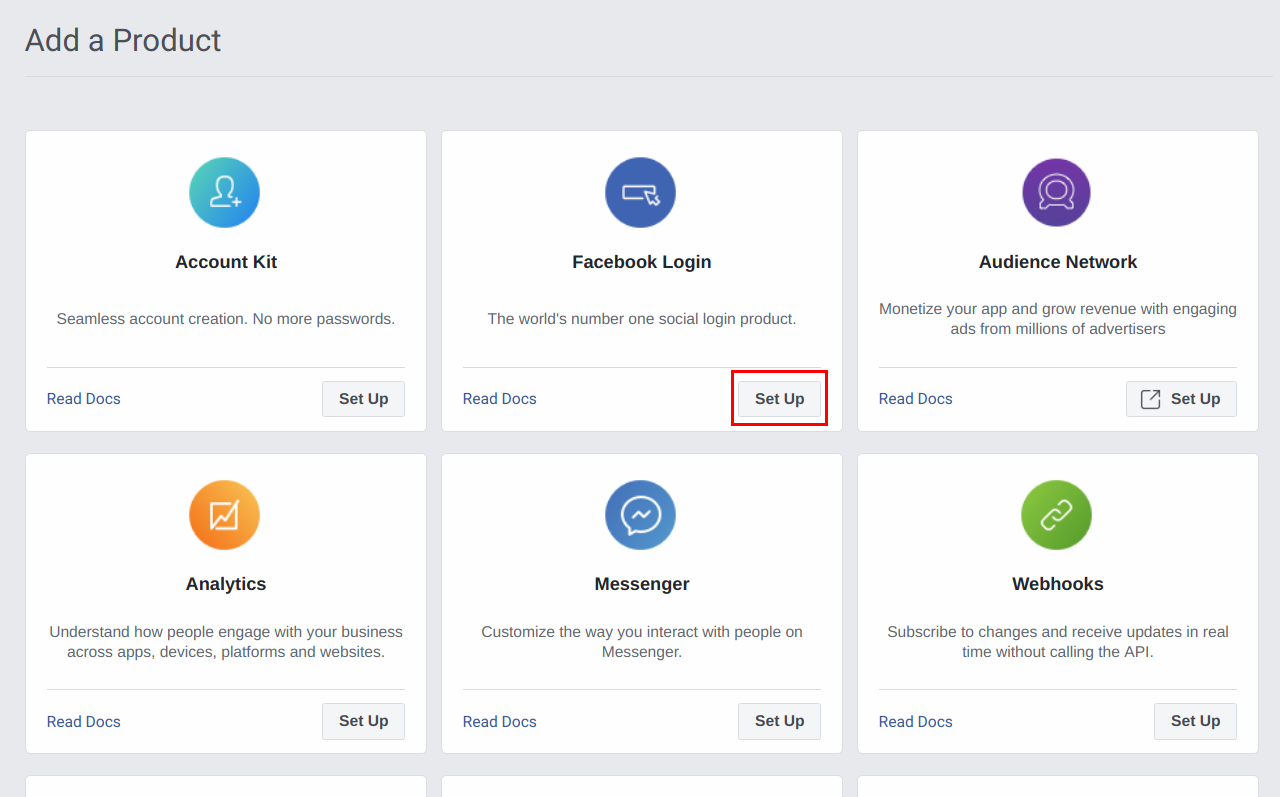 Add a Product
Account Kit
Seamless account creation. No more passwords.
Read Docs
Set Up
Facebook Login
The world's number one social login product.
Read Docs
Set Up
Audience Network
Monetize your app and grow revenue with engaging
ads from millions of advertisers
Read Docs
Set Up
Analytics
Understand how people engage with your business
across apps, devices, platforms and websites.
Read Docs
Set Up
Messenger
Customize the way you interact with people on
Messenger.
Read Docs
Set Up
Webhooks
Subscribe to changes and receive updates in real
time without calling the API.
Read Docs
Set Up